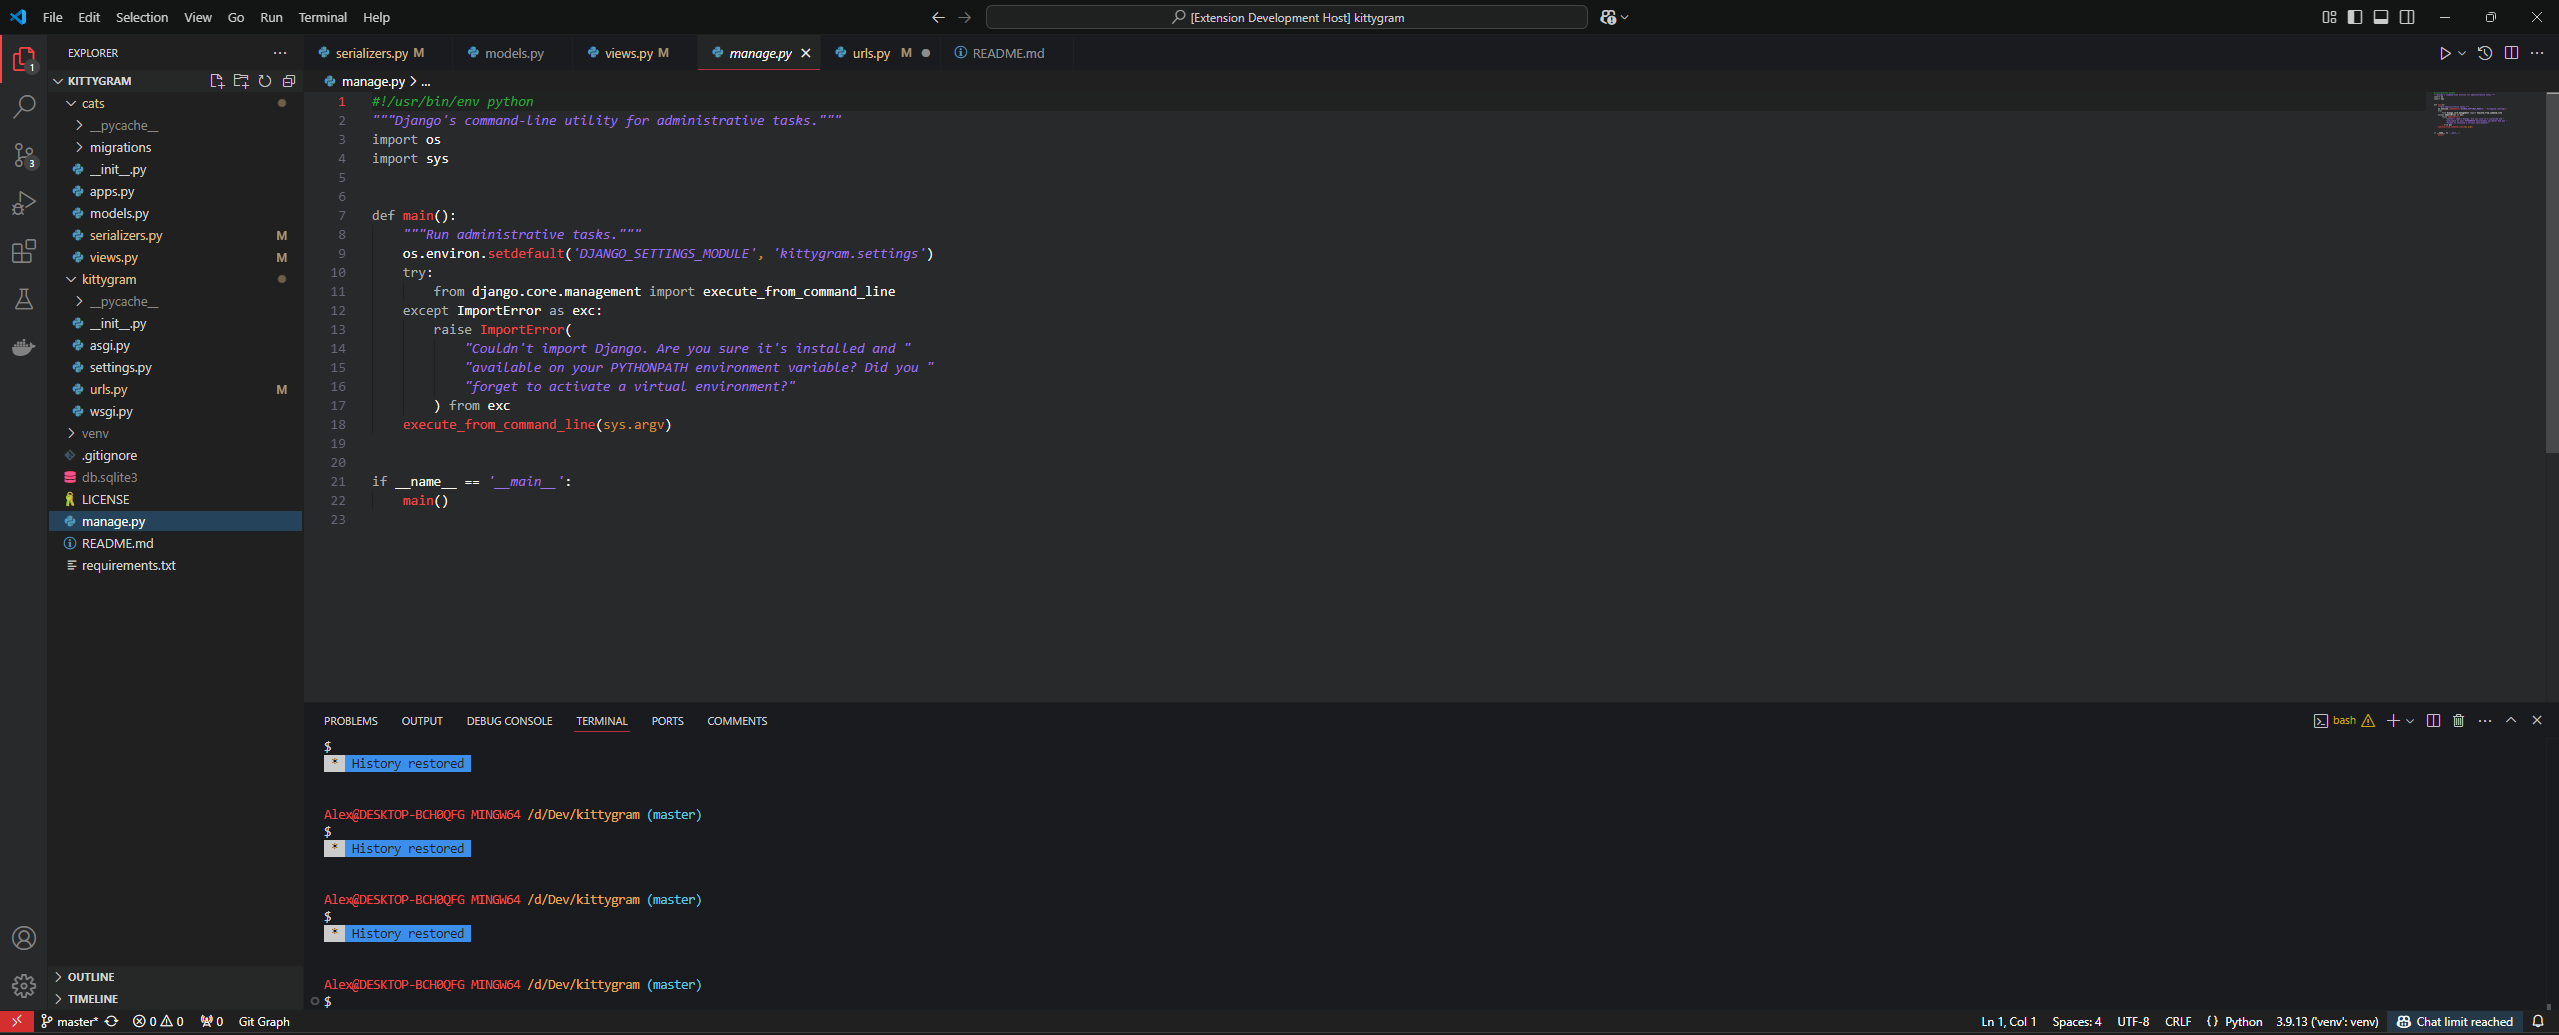 File Edit Selection View Go Run Terminal Help
[Extension Development Host] kittygram
EXPLORER
KITTYGRAM
cats
__pycache__
migrations
__init__.py
apps.py
models.py
serializers.py M
views.py M
kittygram
__pycache__
__init__.py
asgi.py
settings.py
urls.py M
wsgi.py
venv
.gitignore
db.sqlite3
LICENSE
manage.py
README.md
requirements.txt
OUTLINE
TIMELINE
1
3
serializers.py M models.py views.py M manage.py urls.py M README.md
manage.py > ...
1 #!/usr/bin/env python
2 """Django's command-line utility for administrative tasks."""
3 import os
4 import sys
5
6
7 def main():
8 """Run administrative tasks."""
9 os.environ.setdefault('DJANGO_SETTINGS_MODULE', 'kittygram.settings')
10 try:
11 from django.core.management import execute_from_command_line
12 except ImportError as exc:
13 raise ImportError(
14 "Couldn't import Django. Are you sure it's installed and "
15 "available on your PYTHONPATH environment variable? Did you "
16 "forget to activate a virtual environment?"
17 ) from exc
18 execute_from_command_line(sys.argv)
19
20
21 if __name__ == '__main__':
22 main()
23
PROBLEMS OUTPUT DEBUG CONSOLE TERMINAL PORTS COMMENTS
bash
$
* History restored
Alex@DESKTOP-BCH0QFG MINGW64 /d/Dev/kittygram (master)
$
* History restored
Alex@DESKTOP-BCH0QFG MINGW64 /d/Dev/kittygram (master)
$
* History restored
Alex@DESKTOP-BCH0QFG MINGW64 /d/Dev/kittygram (master)
$
master* 0 0 0 Git Graph
Ln 1, Col 1 Spaces: 4 UTF-8 CRLF {} Python 3.9.13 ('venv': venv) Chat limit reached